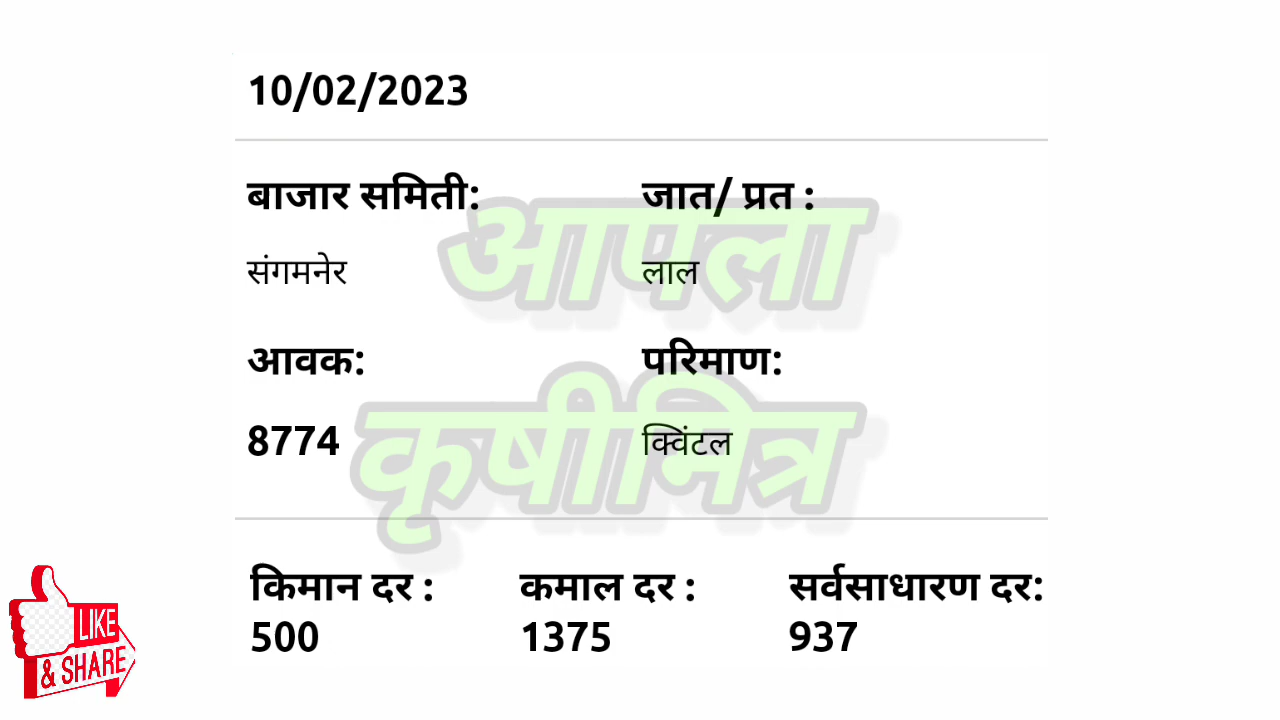 10/02/2023
बाजार समिती: जात/ प्रत :
संगमनेर लाल
आपला
आवक: परिमाण:
8774 क्विंटल
कृषीमित्र
किमान दर : कमाल दर : सर्वसाधारण दर:
500 1375 937
LIKE
& SHARE